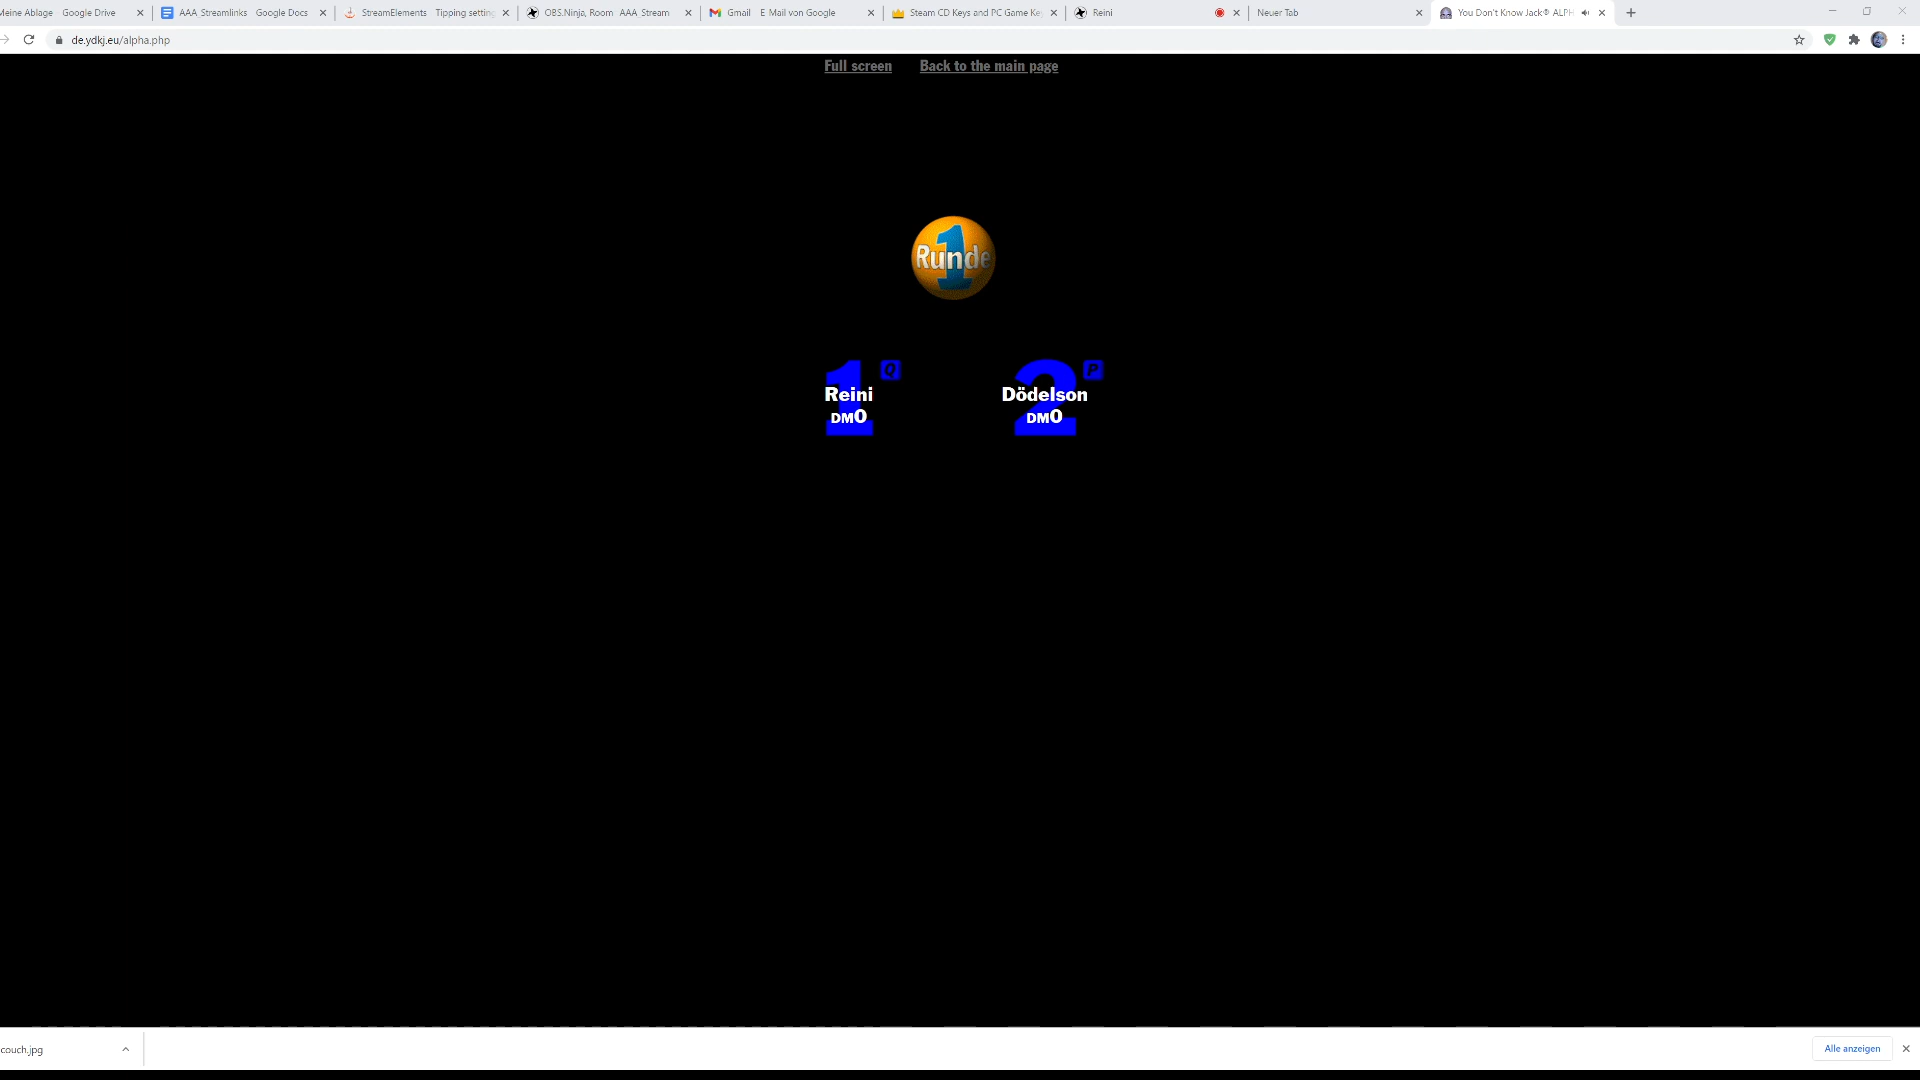 Meine Ablage Google Drive
AAA Streamlinks Google Docs
StreamElements Tipping setting
OBS.Ninja, Room AAA Stream
Gmail E-Mail von Google
Steam CD Keys and PC Game Ke
Reini
Neuer Tab
You Don't Know Jack® ALPH
de.ydkj.eu/alpha.php
Full screen Back to the main page
1
Runde
1 Q 2 P
Reini Dödelson
DM0 DM0
couch.jpg
Alle anzeigen